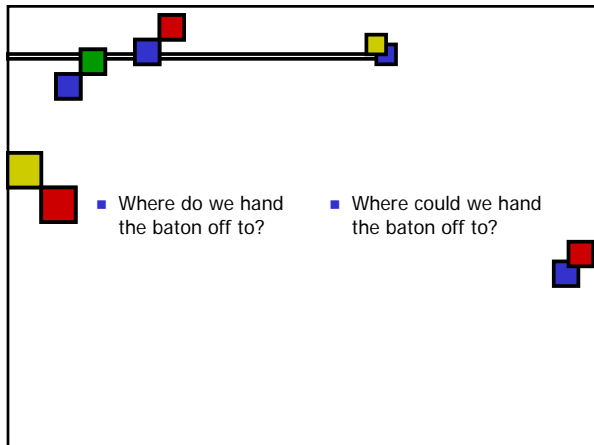 Where do we hand
the baton off to?
Where could we hand
the baton off to?